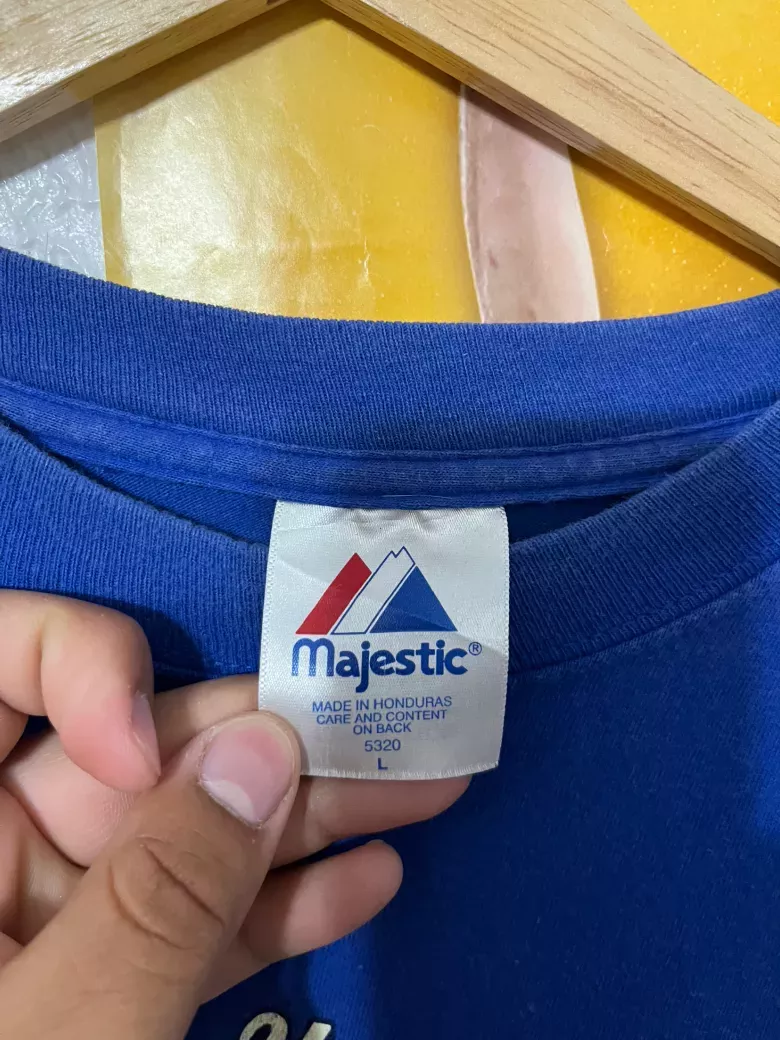 Majestic®
MADE IN HONDURAS
CARE AND CONTENT
ON BACK
5320
L